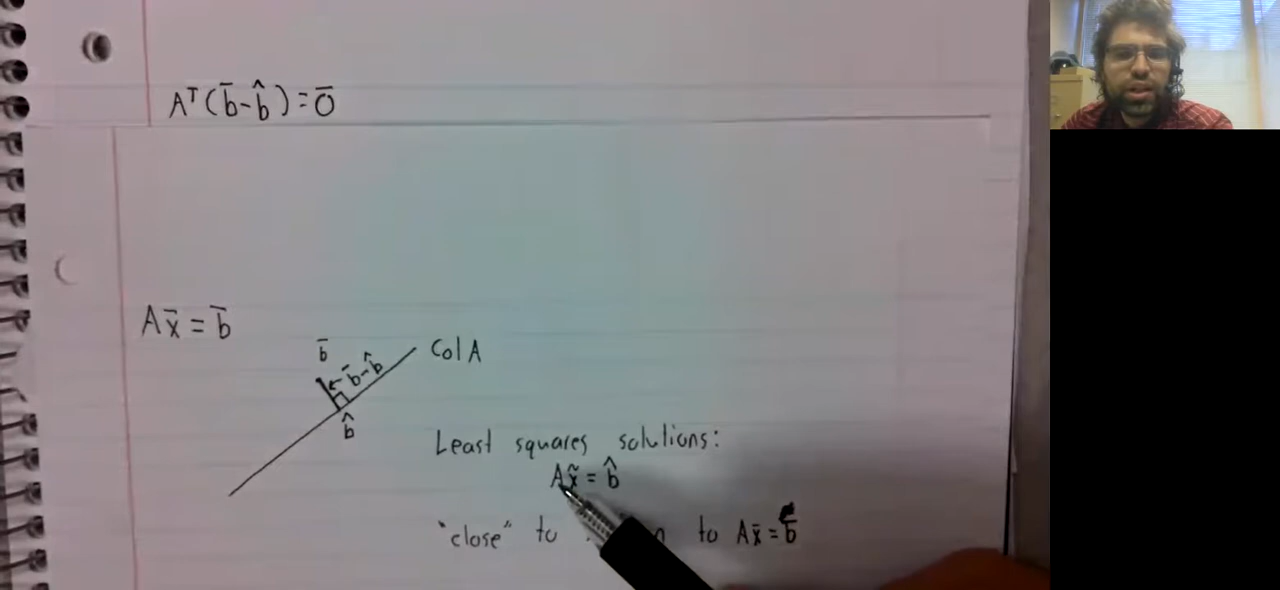 Aᵀ(b̄-b̂)=0̄
Ax̄ = b̄
b̄
b̄-b̂
Col A
b̂
Least squares solutions:
Ax̃ = b̂
"close" to to Ax̄ = b̄